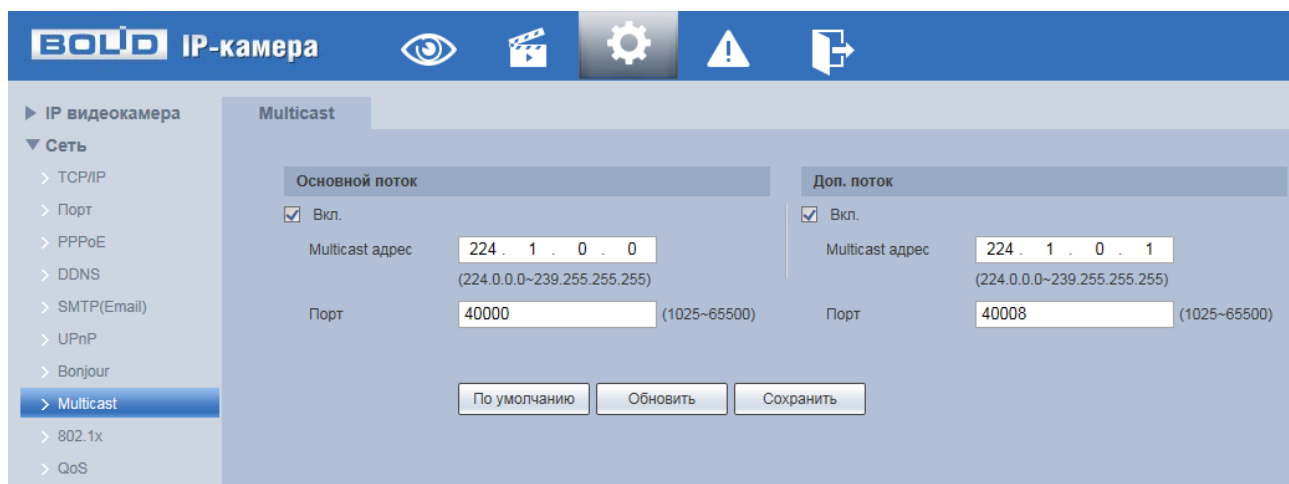 BOLID IP-камера
IP видеокамера
Multicast
Сеть
TCP/IP
Порт
PPPoE
DDNS
SMTP(Email)
UPnP
Bonjour
Multicast
802.1x
QoS
Основной поток
Вкл.
Multicast адрес 224 . 1 . 0 . 0
(224.0.0.0~239.255.255.255)
Порт 40000 (1025~65500)
Доп. поток
Вкл.
Multicast адрес 224 . 1 . 0 . 1
(224.0.0.0~239.255.255.255)
Порт 40008 (1025~65500)
По умолчанию Обновить Сохранить